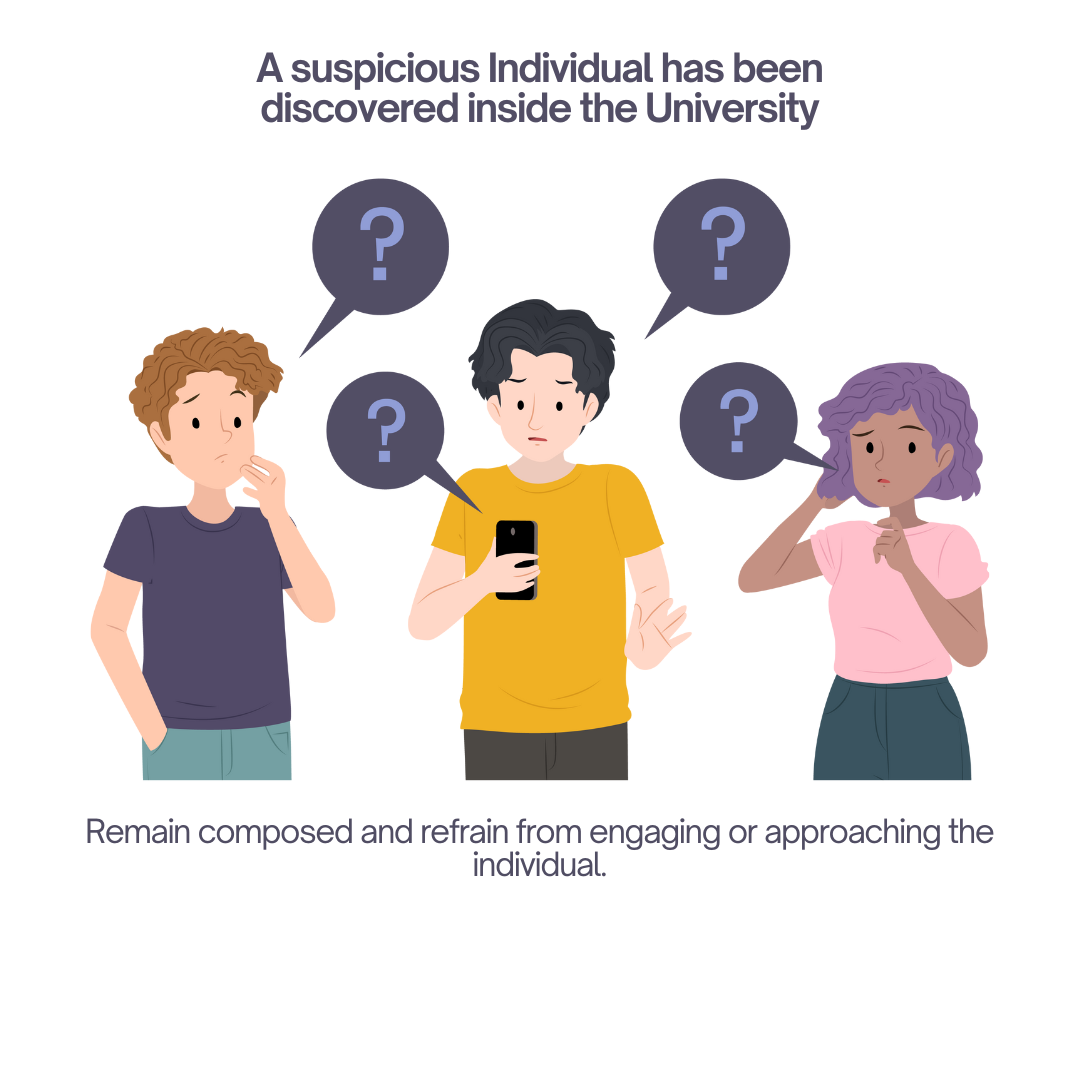 A suspicious Individual has been
discovered inside the University
?
?
?
?
Remain composed and refrain from engaging or approaching the
individual.